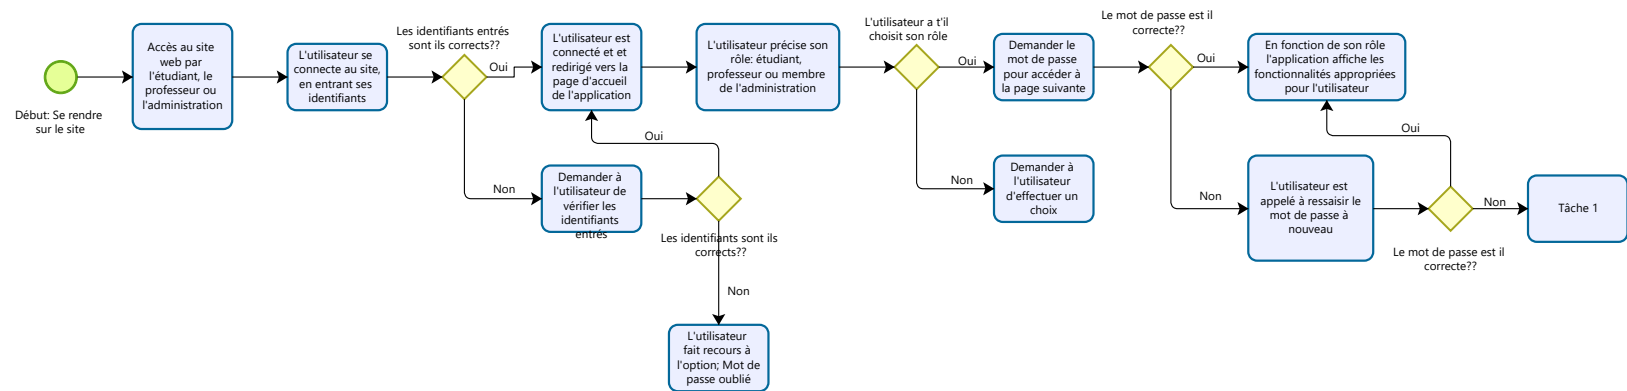 Début: Se rendre
sur le site
Accès au site
web par
l'étudiant, le
professeur ou
l'administration
L'utilisateur se
connecte au site,
en entrant ses
identifiants
Les identifiants entrés
sont ils corrects??
Oui
Non
L'utilisateur est
connecté et et
redirigé vers la
page d'accueil
de l'application
Demander à
l'utilisateur de
vérifier les
identifiants
entrés
Oui
Les identifiants sont ils
corrects??
Non
L'utilisateur
fait recours à
l'option; Mot de
passe oublié
L'utilisateur précise son
rôle: étudiant,
professeur ou membre
de l'administration
L'utilisateur a t'il
choisit son rôle
Oui
Non
Demander le
mot de passe
pour accéder à
la page suivante
Demander à
l'utilisateur
d'effectuer un
choix
Le mot de passe est il
correcte??
Oui
Non
En fonction de son rôle
l'application affiche les
fonctionnalités appropriées
pour l'utilisateur
L'utilisateur est
appelé à ressaisir le
mot de passe à
nouveau
Oui
Le mot de passe est il
correcte??
Non
Tâche 1